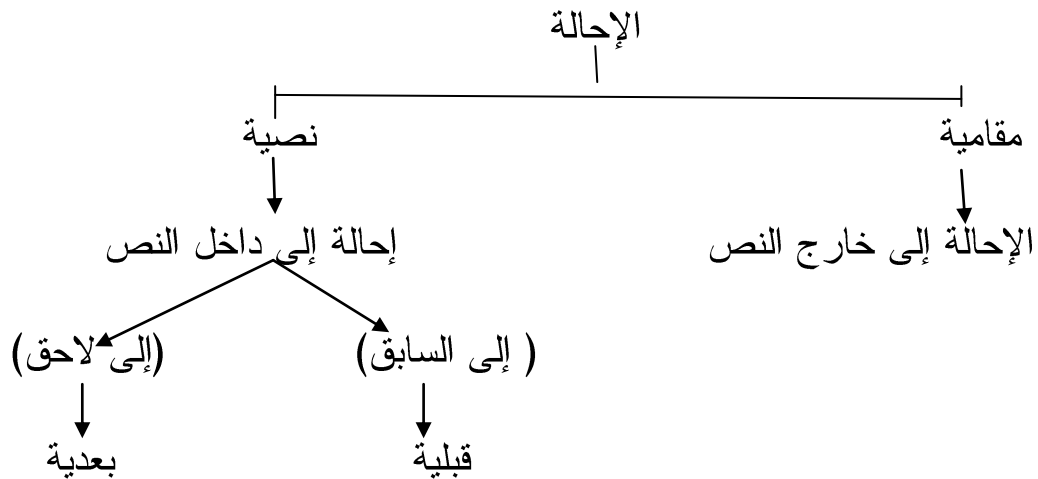 الإحالة
مقامية
نصية
الإحالة إلى خارج النص
إحالة إلى داخل النص
( إلى السابق)
(إلى لاحق)
قبلية
بعدية